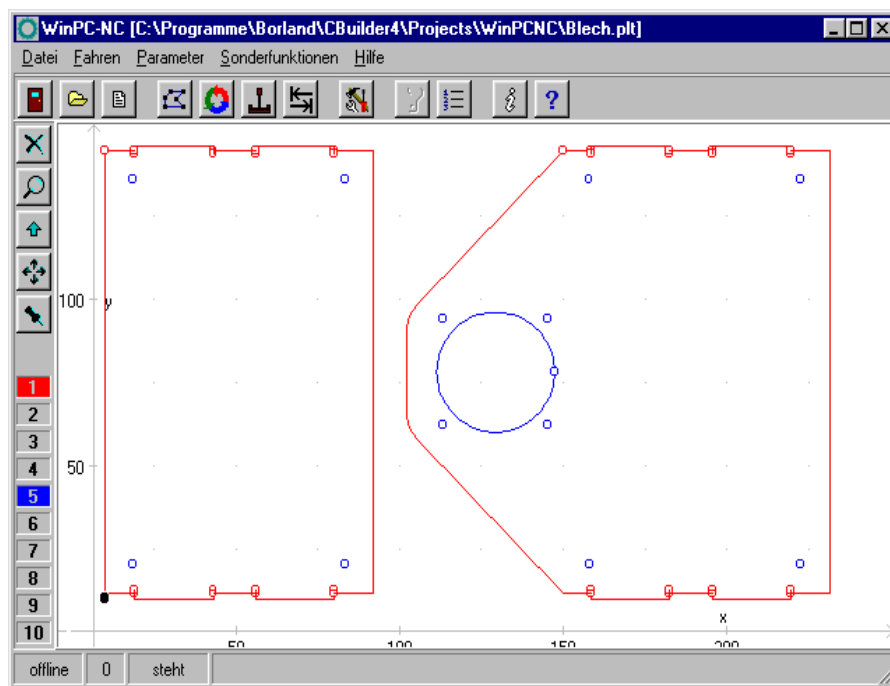 WinPC-NC [C:\Programme\Borland\CBuilder4\Projects\WinPCNC\Blech.plt]
Datei Fahren Parameter Sonderfunktionen Hilfe
y
100
50
1
2
3
4
5
6
7
8
9
10
x
50 100 150 200
offline 0 steht